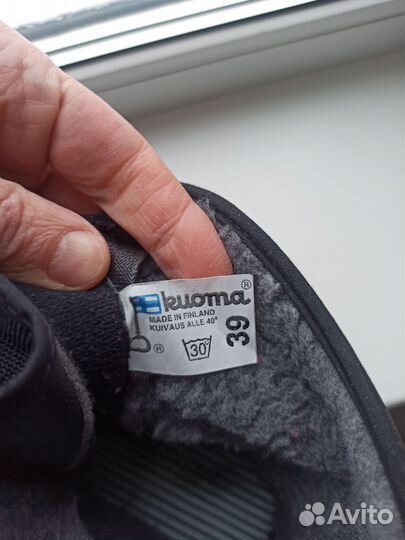 kuoma®
MADE IN FINLAND
KUIVAUS ALLE 40°
® 30° 39
Avito